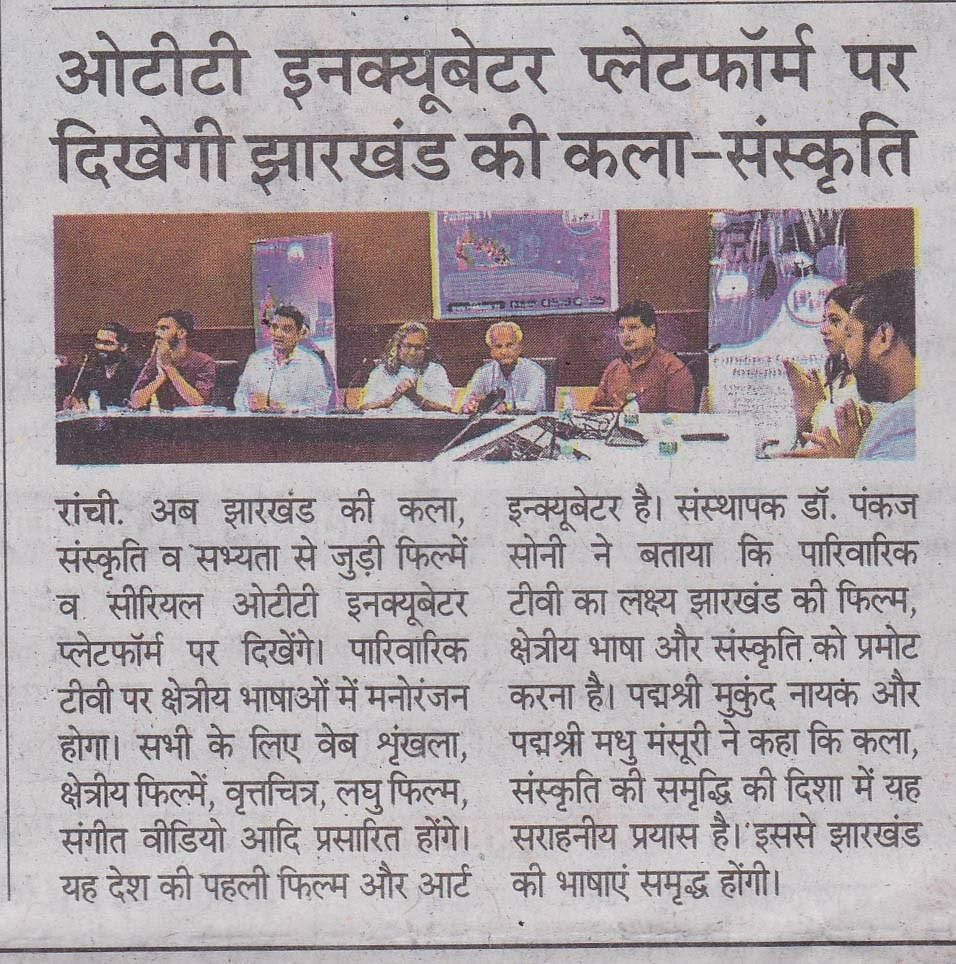 ओटीटी इनक्यूबेटर प्लेटफॉर्म पर
दिखेगी झारखंड की कला-संस्कृति
रांची. अब झारखंड की कला,
संस्कृति व सभ्यता से जुड़ी फिल्में
व सीरियल ओटीटी इनक्यूबेटर
प्लेटफॉर्म पर दिखेंगे। पारिवारिक
टीवी पर क्षेत्रीय भाषाओं में मनोरंजन
होगा। सभी के लिए वेब शृंखला,
क्षेत्रीय फिल्में, वृत्तचित्र, लघु फिल्म,
संगीत वीडियो आदि प्रसारित होंगे।
यह देश की पहली फिल्म और आर्ट
इन्क्यूबेटर है। संस्थापक डॉ. पंकज
सोनी ने बताया कि पारिवारिक
टीवी का लक्ष्य झारखंड की फिल्म,
क्षेत्रीय भाषा और संस्कृति को प्रमोट
करना है। पद्मश्री मुकुंद नायक और
पद्मश्री मधु मंसूरी ने कहा कि कला,
संस्कृति की समृद्धि की दिशा में यह
सराहनीय प्रयास है। इससे झारखंड
की भाषाएं समृद्ध होंगी।